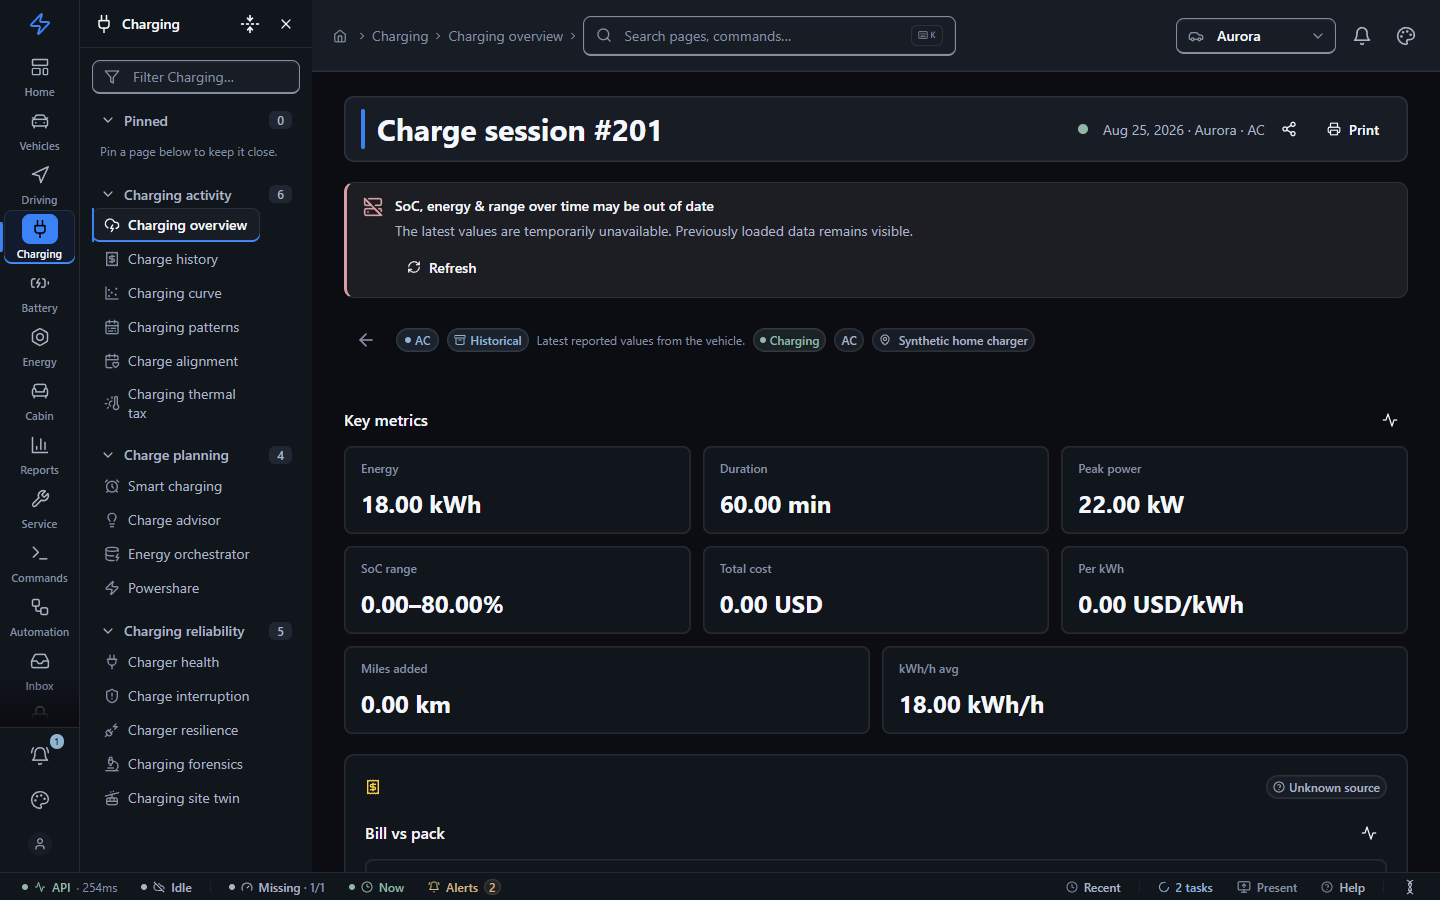 Home
Vehicles
Driving
Charging
Battery
Energy
Cabin
Reports
Service
Commands
Automation
Inbox
1
Charging
Filter Charging...
Pinned 0
Pin a page below to keep it close.
Charging activity 6
Charging overview
Charge history
Charging curve
Charging patterns
Charge alignment
Charging thermal
tax
Charge planning 4
Smart charging
Charge advisor
Energy orchestrator
Powershare
Charging reliability 5
Charger health
Charge interruption
Charger resilience
Charging forensics
Charging site twin
Charging Charging overview
Search pages, commands... K
Aurora
Charge session #201
Aug 25, 2026 · Aurora · AC
Print
SoC, energy & range over time may be out of date
The latest values are temporarily unavailable. Previously loaded data remains visible.
Refresh
AC Historical Latest reported values from the vehicle. Charging AC Synthetic home charger
Key metrics
Energy
18.00 kWh
Duration
60.00 min
Peak power
22.00 kW
SoC range
0.00–80.00%
Total cost
0.00 USD
Per kWh
0.00 USD/kWh
Miles added
0.00 km
kWh/h avg
18.00 kWh/h
Unknown source
Bill vs pack
API · 254ms Idle Missing · 1/1 Now Alerts 2 Recent 2 tasks Present Help